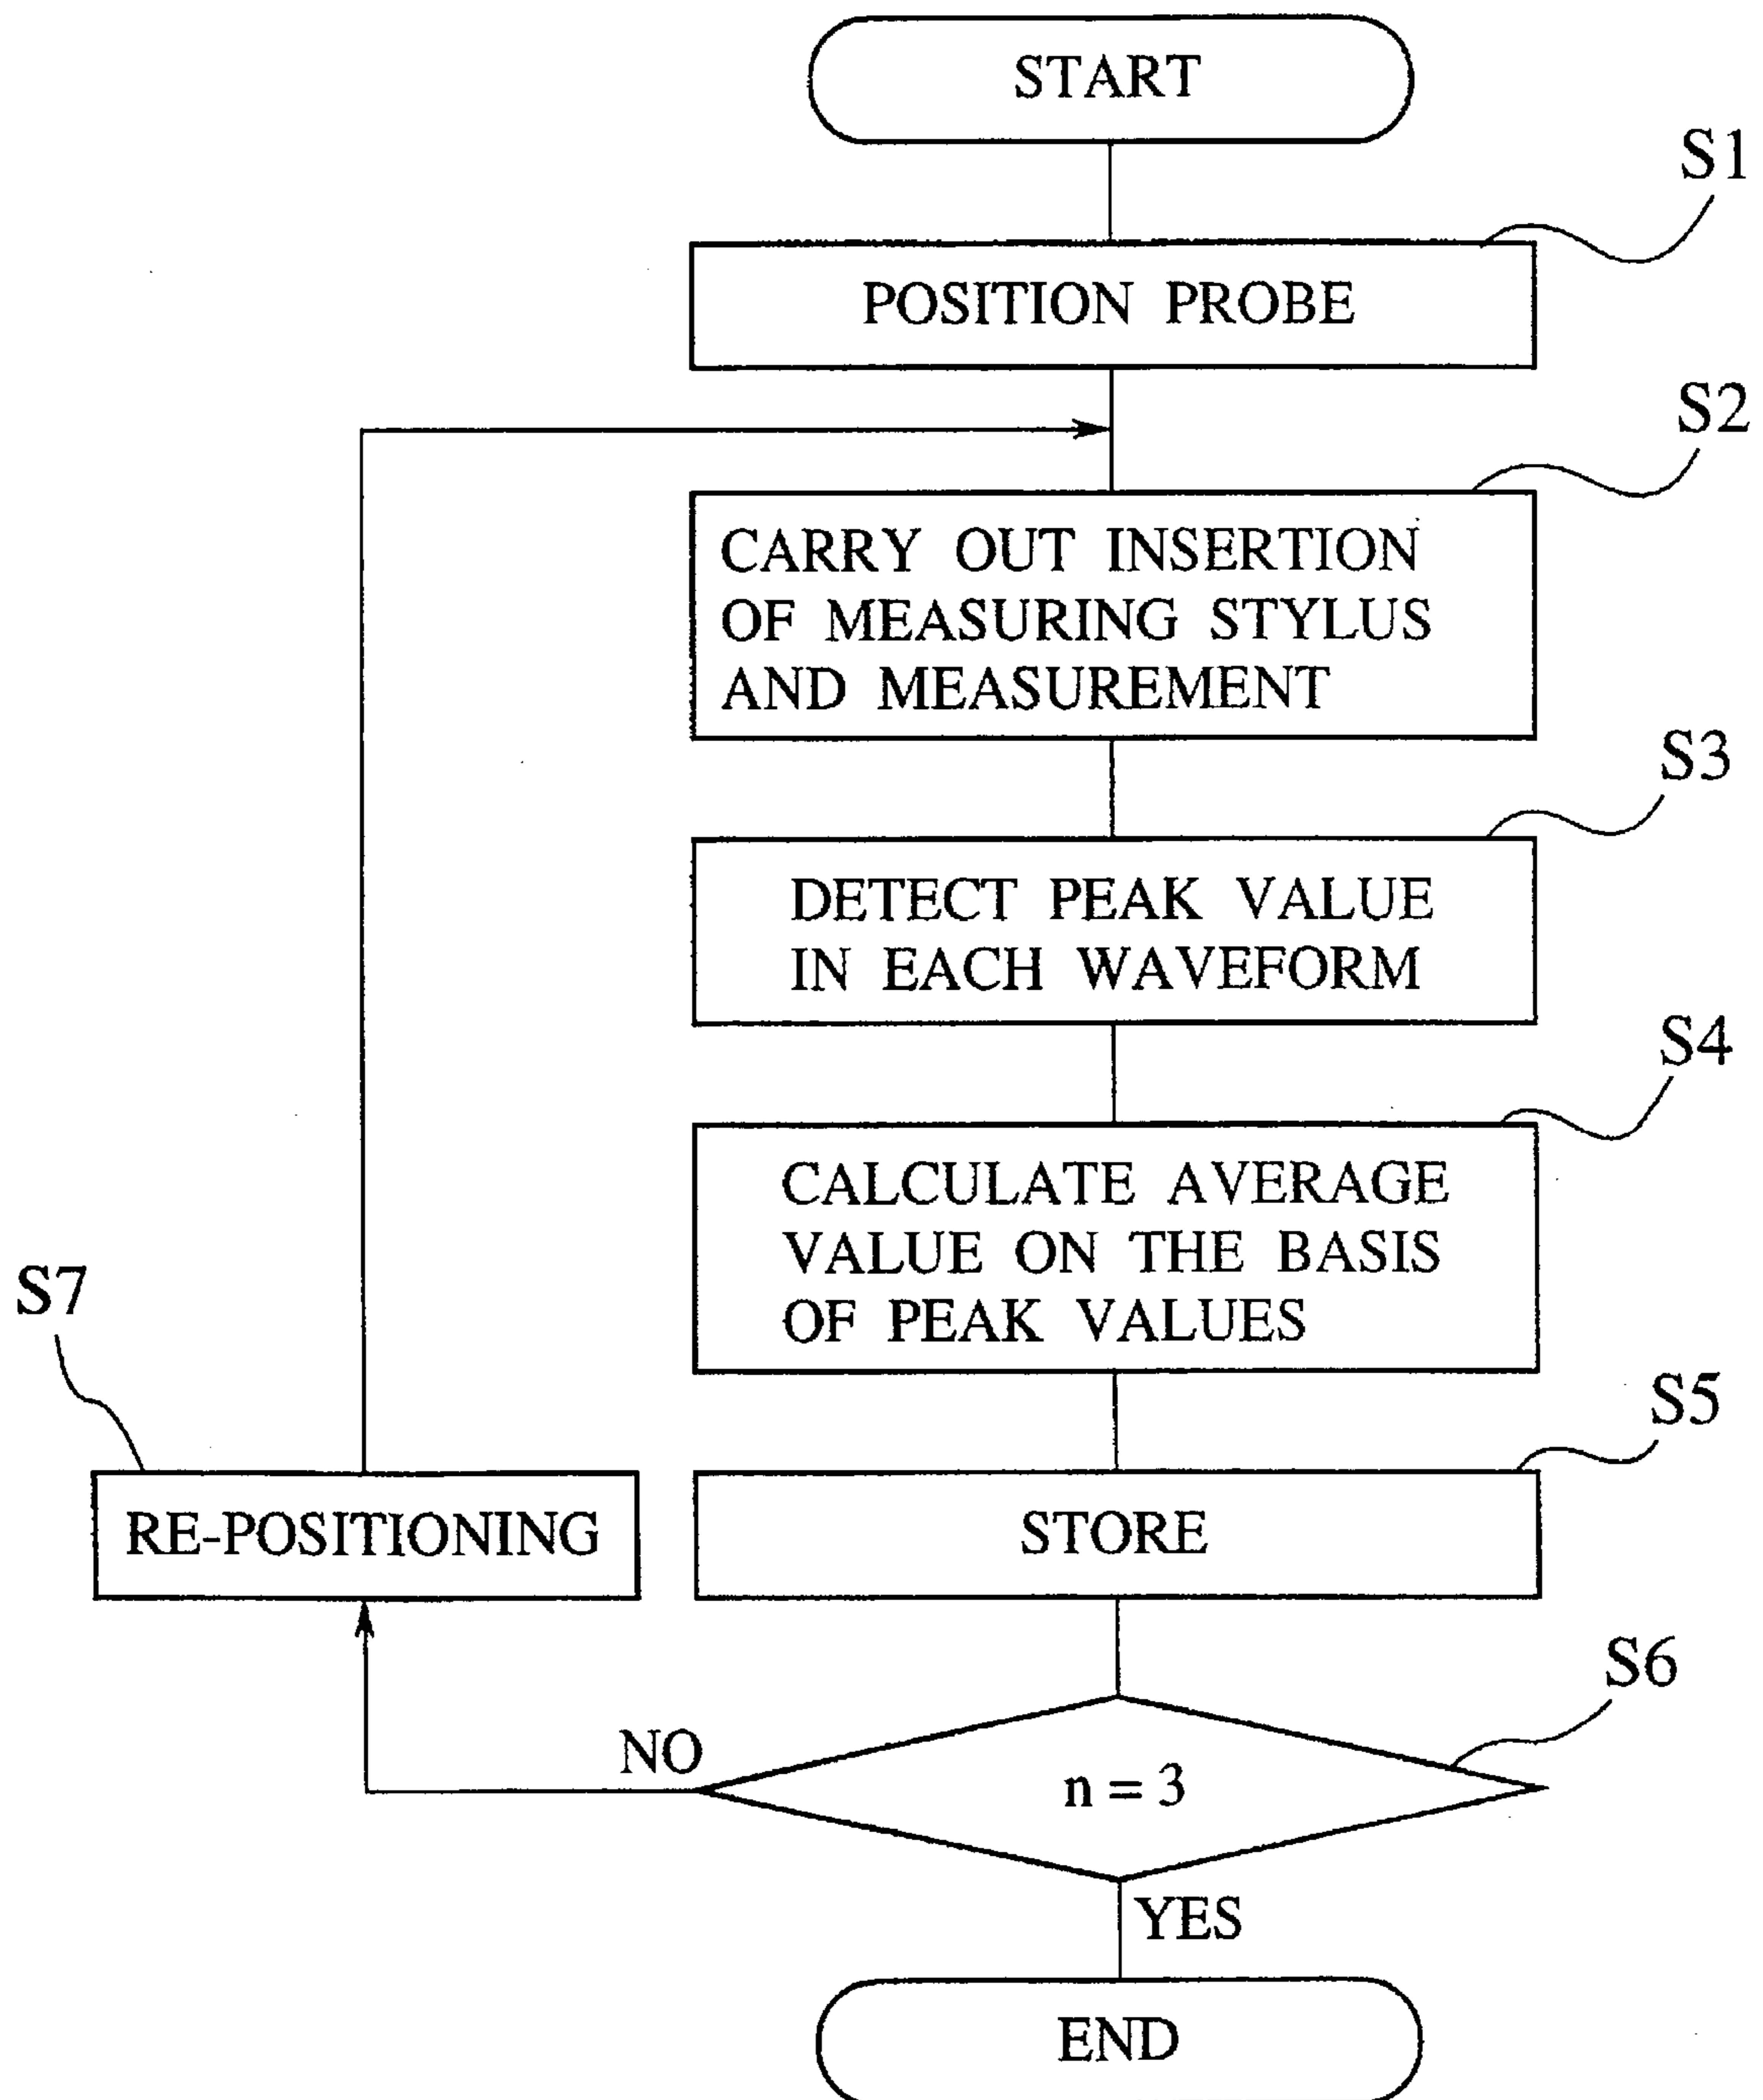 START
S1
POSITION PROBE
S2
CARRY OUT INSERTION
OF MEASURING STYLUS
AND MEASUREMENT
S3
DETECT PEAK VALUE
IN EACH WAVEFORM
S4
CALCULATE AVERAGE
VALUE ON THE BASIS
OF PEAK VALUES
S7
S5
RE-POSITIONING
STORE
S6
NO
n = 3
YES
END